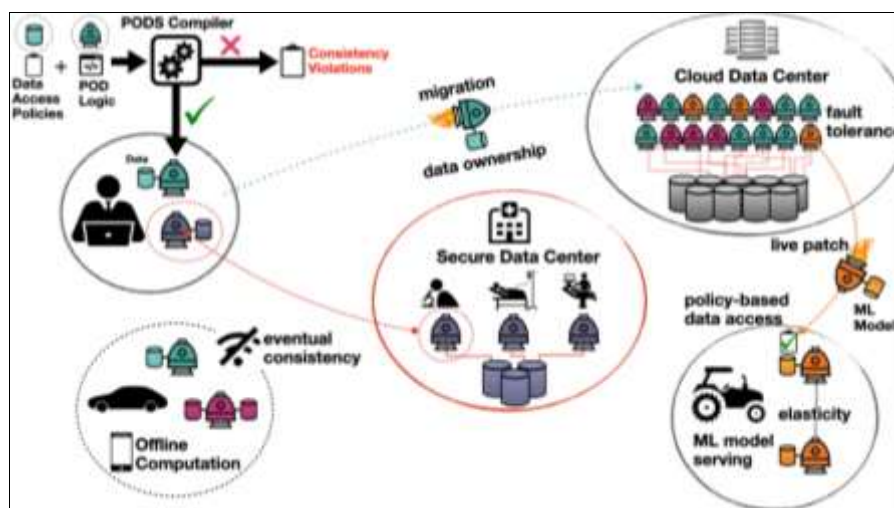 PODS Compiler
Data
Access
Policies
+
POD
Logic
Consistency
Violations
migration
data ownership
Cloud Data Center
fault
tolerance
Data
Secure Data Center
live patch
ML
Model
policy-based
data access
eventual
consistency
Offline
Computation
elasticity
ML model
serving